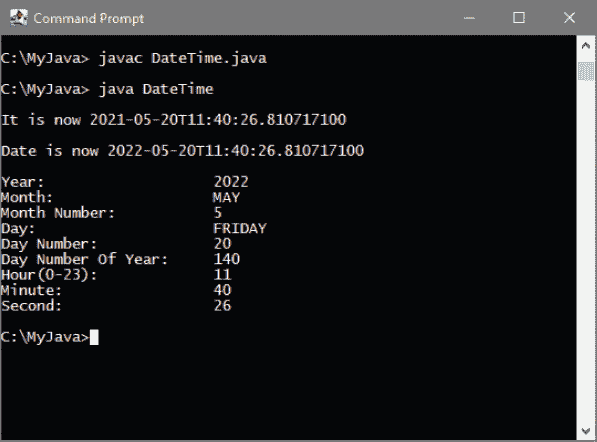 Command Prompt
C:\MyJava> javac DateTime.java
C:\MyJava> java DateTime
It is now 2021-05-20T11:40:26.810717100
Date is now 2022-05-20T11:40:26.810717100
Year: 2022
Month: MAY
Month Number: 5
Day: FRIDAY
Day Number: 20
Day Number Of Year: 140
Hour(0-23): 11
Minute: 40
Second: 26
C:\MyJava>